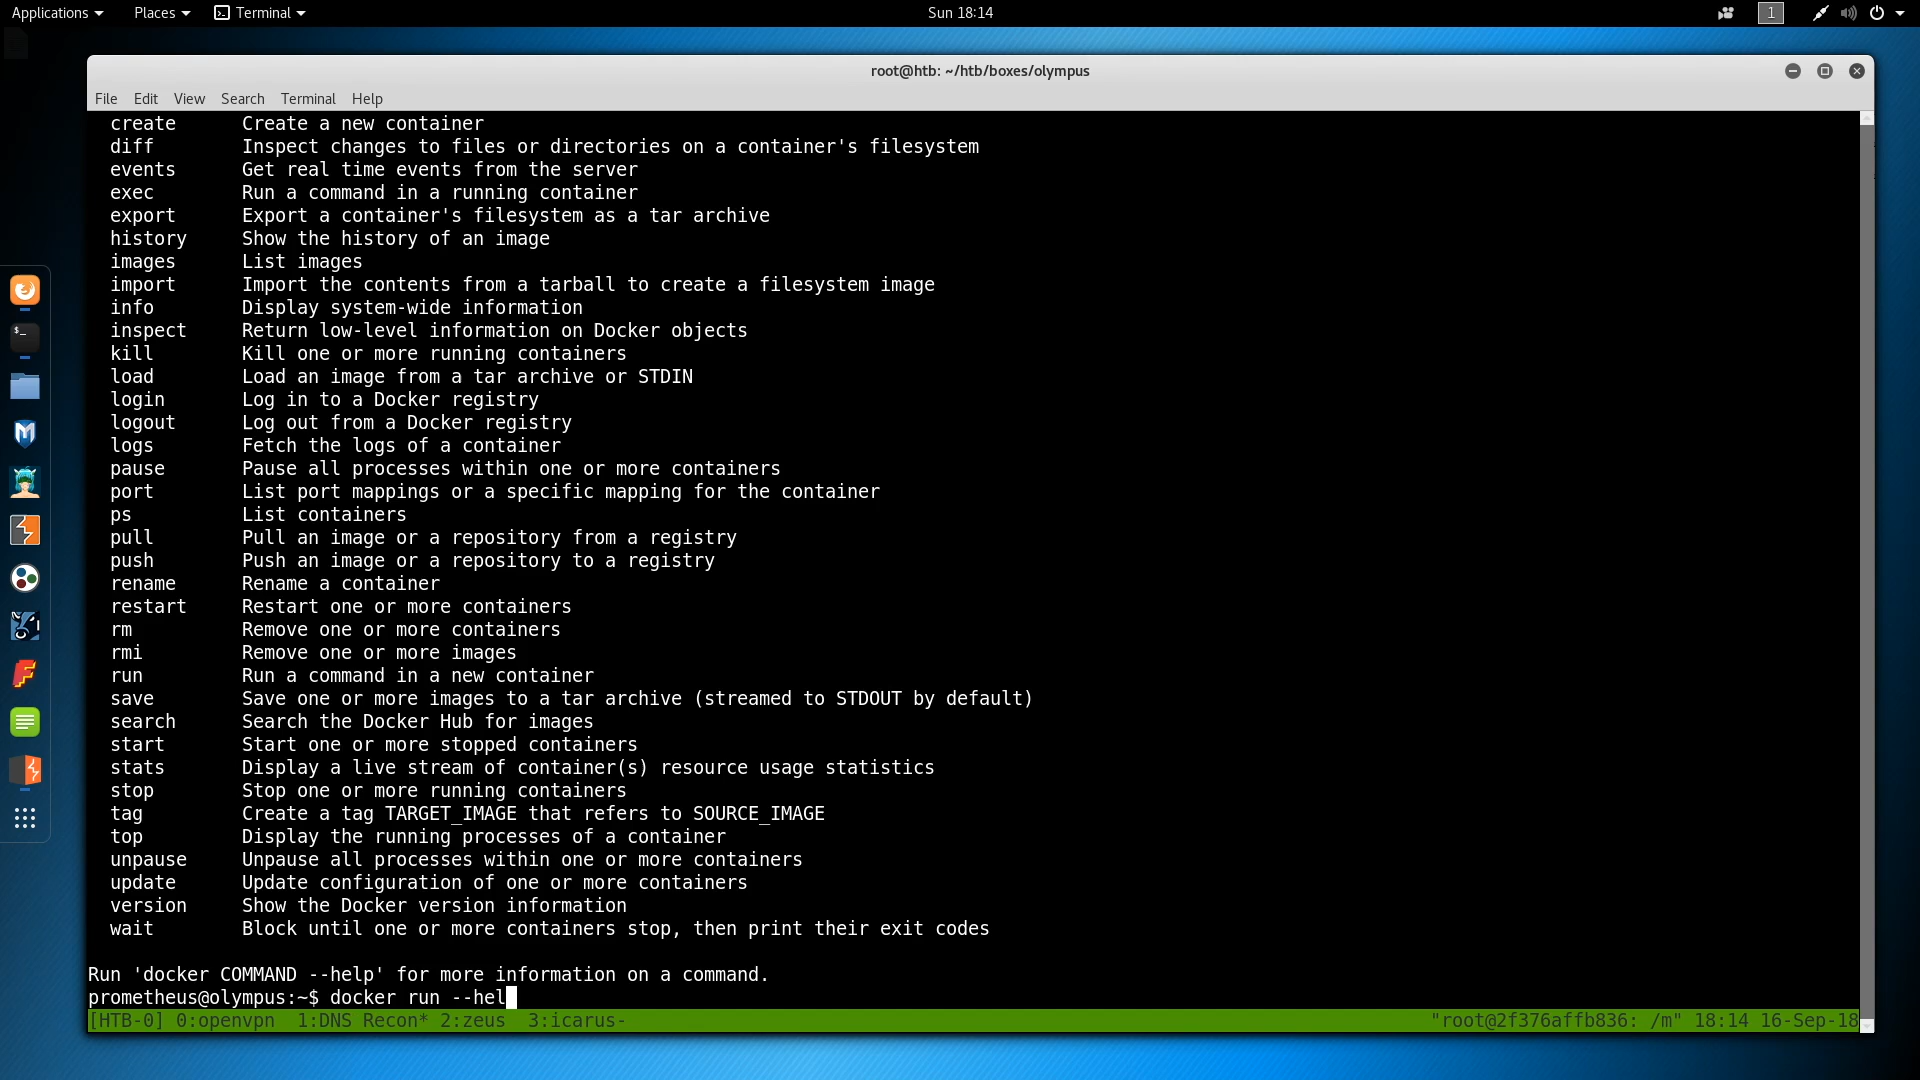 Applications Places Terminal Sun 18:14 1
root@htb: ~/htb/boxes/olympus
File Edit View Search Terminal Help
create Create a new container
diff Inspect changes to files or directories on a container's filesystem
events Get real time events from the server
exec Run a command in a running container
export Export a container's filesystem as a tar archive
history Show the history of an image
images List images
import Import the contents from a tarball to create a filesystem image
info Display system-wide information
inspect Return low-level information on Docker objects
kill Kill one or more running containers
load Load an image from a tar archive or STDIN
login Log in to a Docker registry
logout Log out from a Docker registry
logs Fetch the logs of a container
pause Pause all processes within one or more containers
port List port mappings or a specific mapping for the container
ps List containers
pull Pull an image or a repository from a registry
push Push an image or a repository to a registry
rename Rename a container
restart Restart one or more containers
rm Remove one or more containers
rmi Remove one or more images
run Run a command in a new container
save Save one or more images to a tar archive (streamed to STDOUT by default)
search Search the Docker Hub for images
start Start one or more stopped containers
stats Display a live stream of container(s) resource usage statistics
stop Stop one or more running containers
tag Create a tag TARGET_IMAGE that refers to SOURCE_IMAGE
top Display the running processes of a container
unpause Unpause all processes within one or more containers
update Update configuration of one or more containers
version Show the Docker version information
wait Block until one or more containers stop, then print their exit codes
Run 'docker COMMAND --help' for more information on a command.
prometheus@olympus:~$ docker run --hel
[HTB-0] 0:openvpn 1:DNS Recon* 2:zeus 3:icarus- "root@2f376affb836: /m" 18:14 16-Sep-18